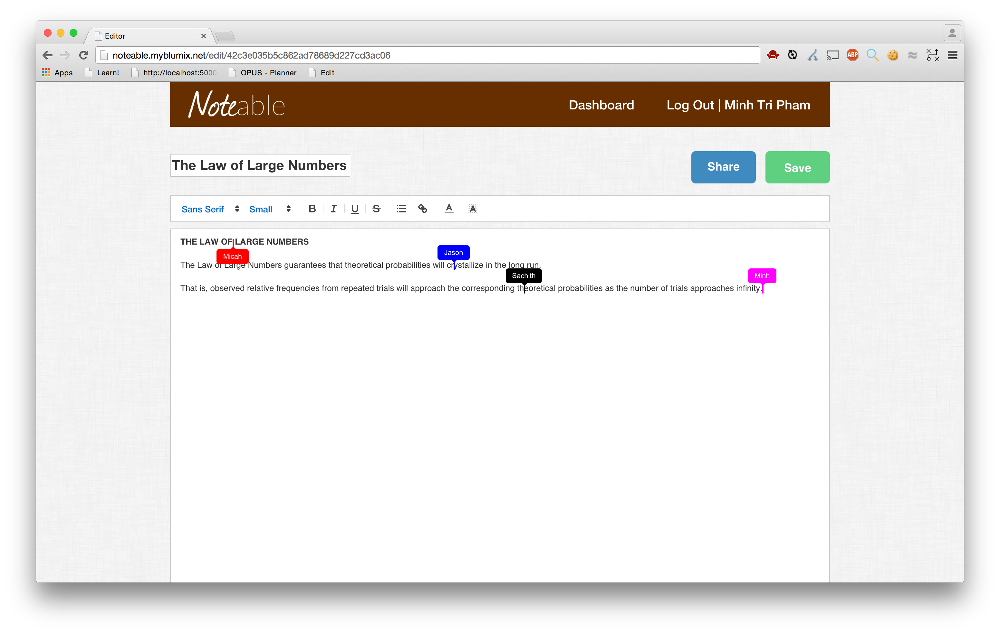 Editor
noteable.myblumix.net/edit/42c3e035b5c862ad78689d227cd3ac06
ABP
Apps Learn! http://localhost:5000 OPUS - Planner Edit
Noteable Dashboard Log Out | Minh Tri Pham
The Law of Large Numbers Share Save
Sans Serif Small B I U S A A
THE LAW OF LARGE NUMBERS
Micah Jason
The Law of Large Numbers guarantees that theoretical probabilities will crystallize in the long run.
Sachith Minh
That is, observed relative frequencies from repeated trials will approach the corresponding theoretical probabilities as the number of trials approaches infinity.